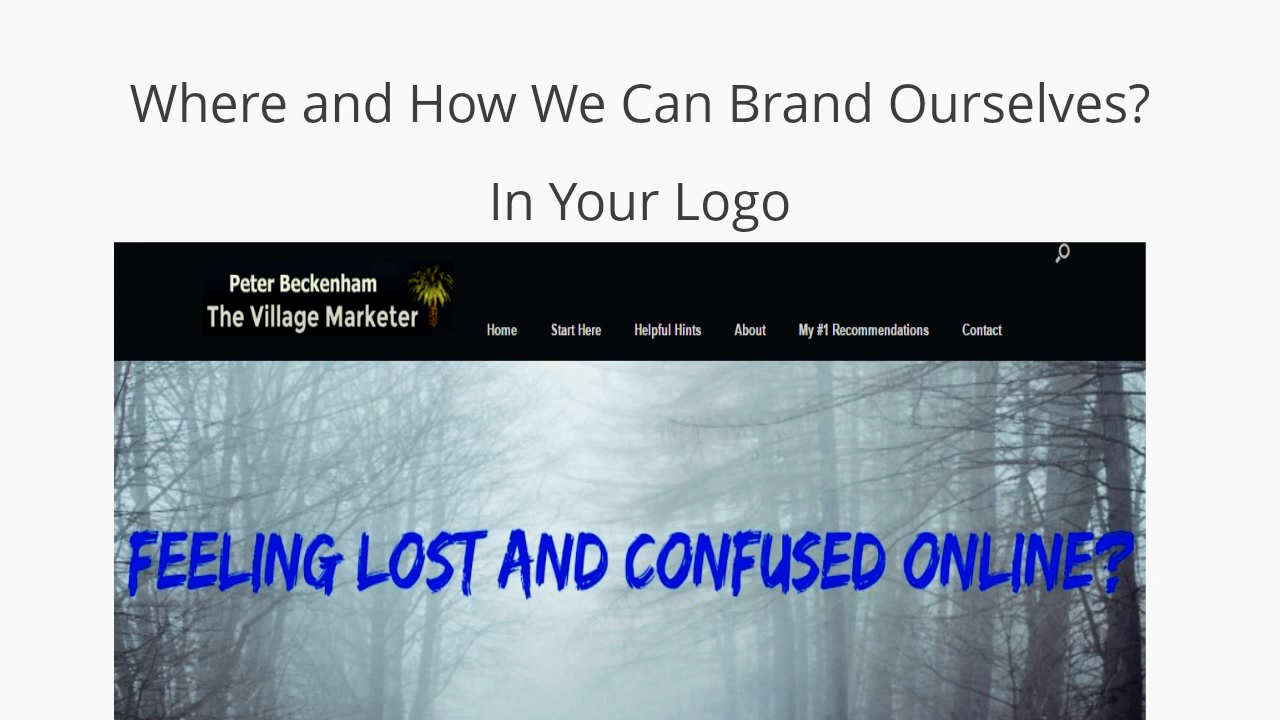 Where and How We Can Brand Ourselves?
In Your Logo
Peter Beckenham
The Village Marketer
Home Start Here Helpful Hints About My #1 Recommendations Contact
FEELING LOST AND CONFUSED ONLINE?